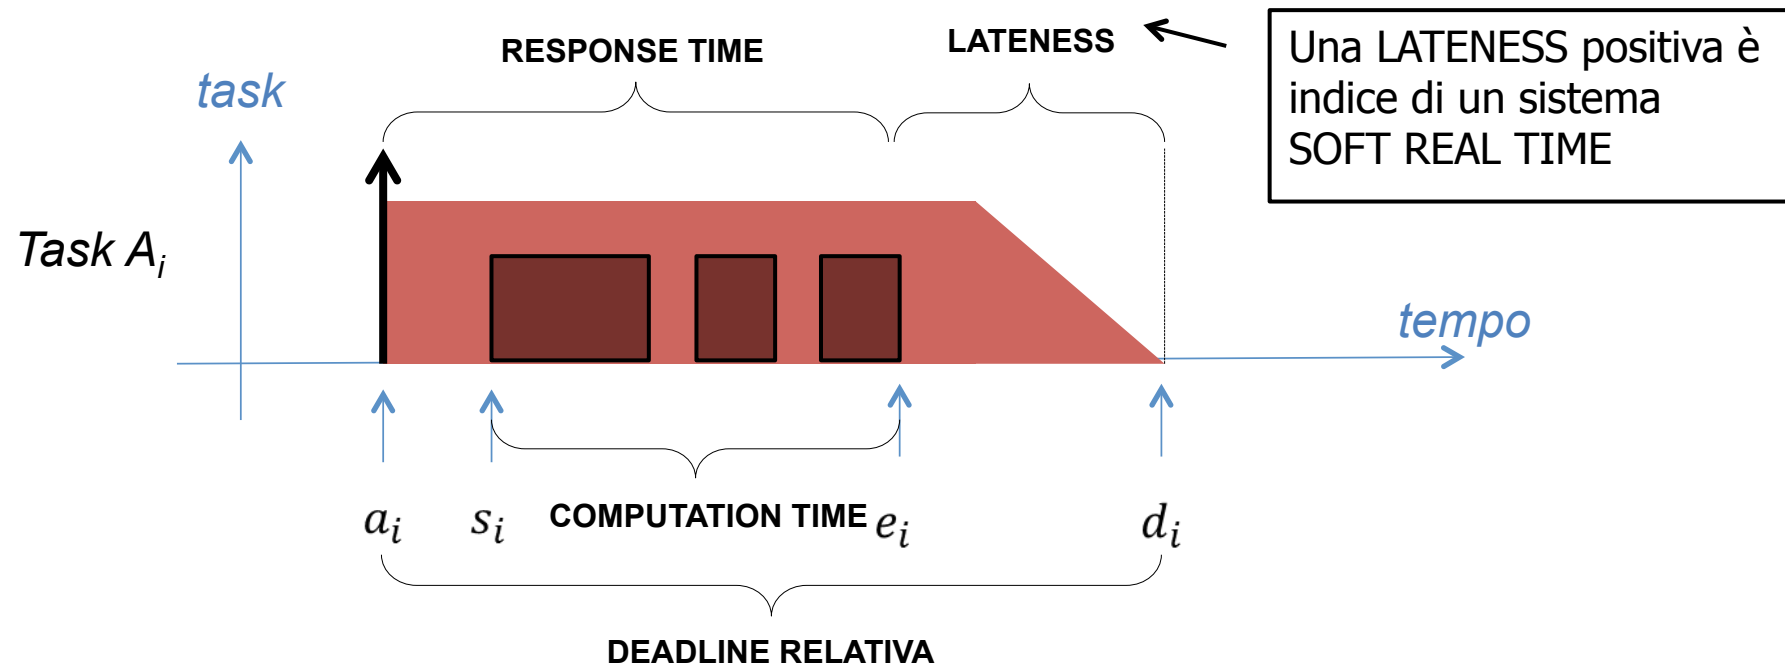 RESPONSE TIME
LATENESS
Una LATENESS positiva è
indice di un sistema
SOFT REAL TIME
task
Task Aᵢ
tempo
aᵢ
sᵢ
COMPUTATION TIME
eᵢ
dᵢ
DEADLINE RELATIVA